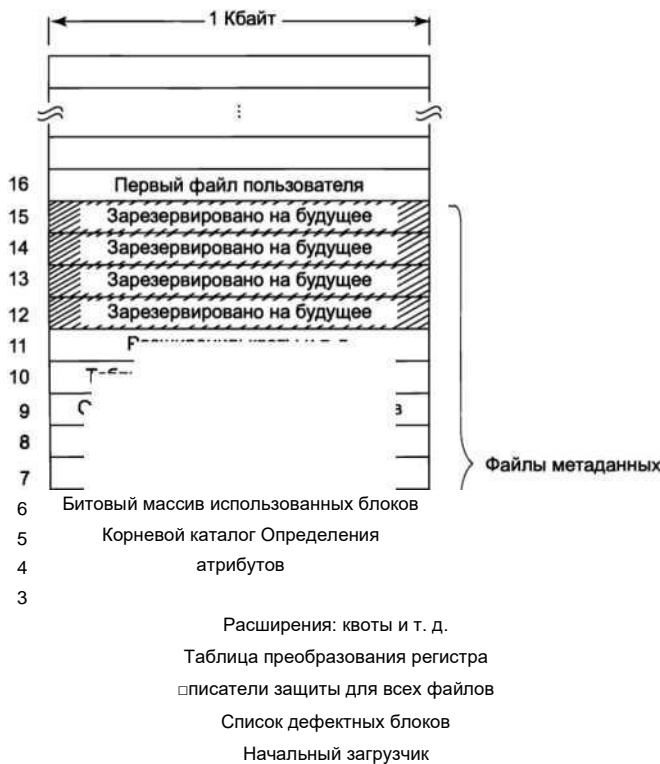 1 Кбайт
16 Первый файл пользователя
15 Зарезервировано на будущее
14 Зарезервировано на будущее
13 Зарезервировано на будущее
12 Зарезервировано на будущее
11
10
9
8
7
Файлы метаданных
6 Битовый массив использованных блоков
5 Корневой каталог Определения
4 атрибутов
3
Расширения: квоты и т. д.
Таблица преобразования регистра
□писатели защиты для всех файлов
Список дефектных блоков
Начальный загрузчик